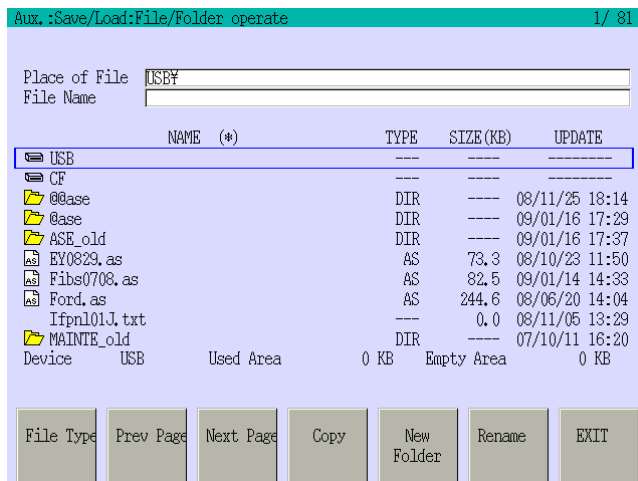 Aux.:Save/Load:File/Folder operate 1/ 81
Place of File USB¥
File Name
NAME (*) TYPE SIZE(KB) UPDATE
USB --- ---- --------
CF --- ---- --------
@@ase DIR ---- 08/11/25 18:14
@ase DIR ---- 09/01/16 17:29
ASE_old DIR ---- 09/01/16 17:37
AS EY0829.as AS 73.3 08/10/23 11:50
AS Fibs0708.as AS 82.5 09/01/14 14:33
AS Ford.as AS 244.6 08/06/20 14:04
Ifpnl01J.txt --- 0.0 08/11/05 13:29
MAINTE_old DIR ---- 07/10/11 16:20
Device USB Used Area 0 KB Empty Area 0 KB
File Type Prev Page Next Page Copy New Rename EXIT
Folder